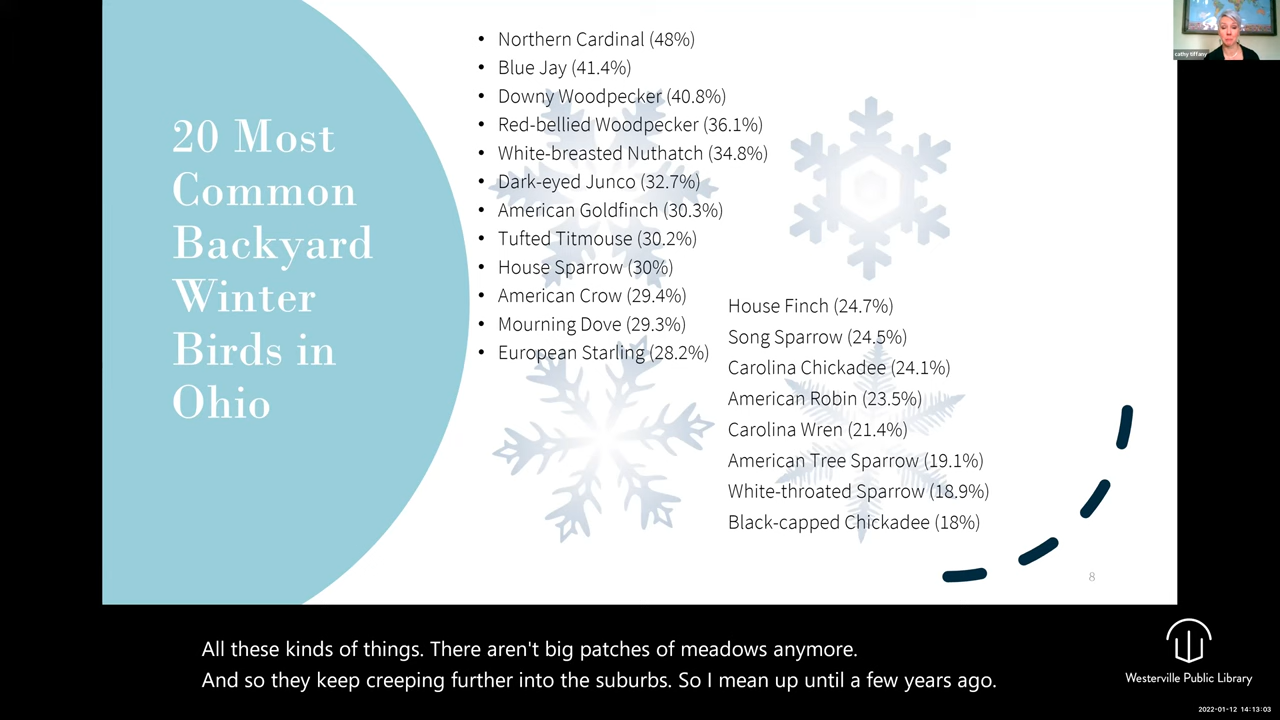 20 Most
Common
Backyard
Winter
Birds in
Ohio
• Northern Cardinal (48%)
• Blue Jay (41.4%)
• Downy Woodpecker (40.8%)
• Red-bellied Woodpecker (36.1%)
• White-breasted Nuthatch (34.8%)
• Dark-eyed Junco (32.7%)
• American Goldfinch (30.3%)
• Tufted Titmouse (30.2%)
• House Sparrow (30%)
• American Crow (29.4%)
• Mourning Dove (29.3%)
• European Starling (28.2%)
House Finch (24.7%)
Song Sparrow (24.5%)
Carolina Chickadee (24.1%)
American Robin (23.5%)
Carolina Wren (21.4%)
American Tree Sparrow (19.1%)
White-throated Sparrow (18.9%)
Black-capped Chickadee (18%)
8
cathy tiffany
All these kinds of things. There aren't big patches of meadows anymore.
And so they keep creeping further into the suburbs. So I mean up until a few years ago.
Westerville Public Library
2022-01-12 14:13:03